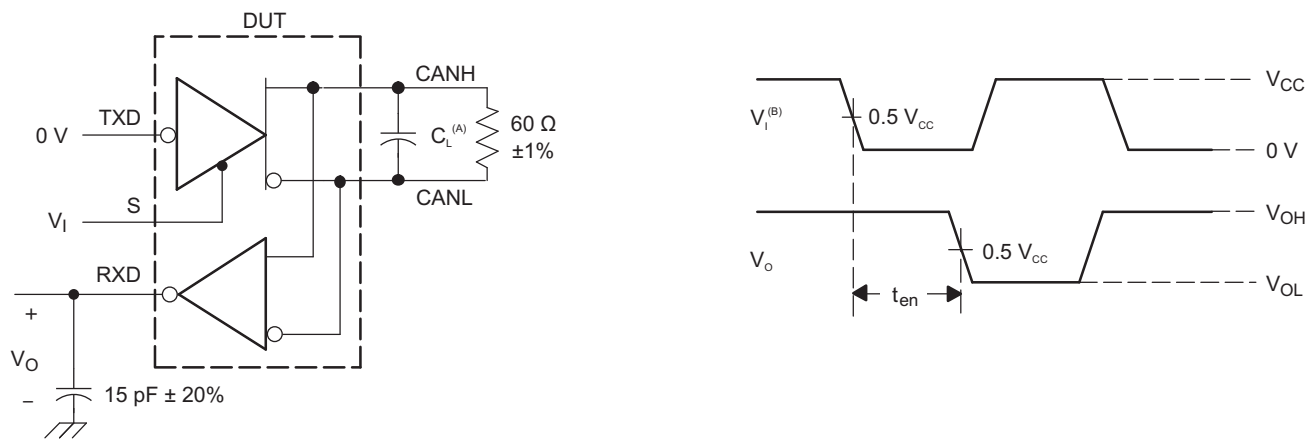 DUT
CANH
TXD
0 V
C_L^(A)
60 Ω
±1%
S
CANL
V_I
RXD
+
V_O
–
15 pF ± 20%
V_CC
V_I^(B)
0.5 V_CC
0 V
V_OH
V_O
0.5 V_CC
t_en
V_OL